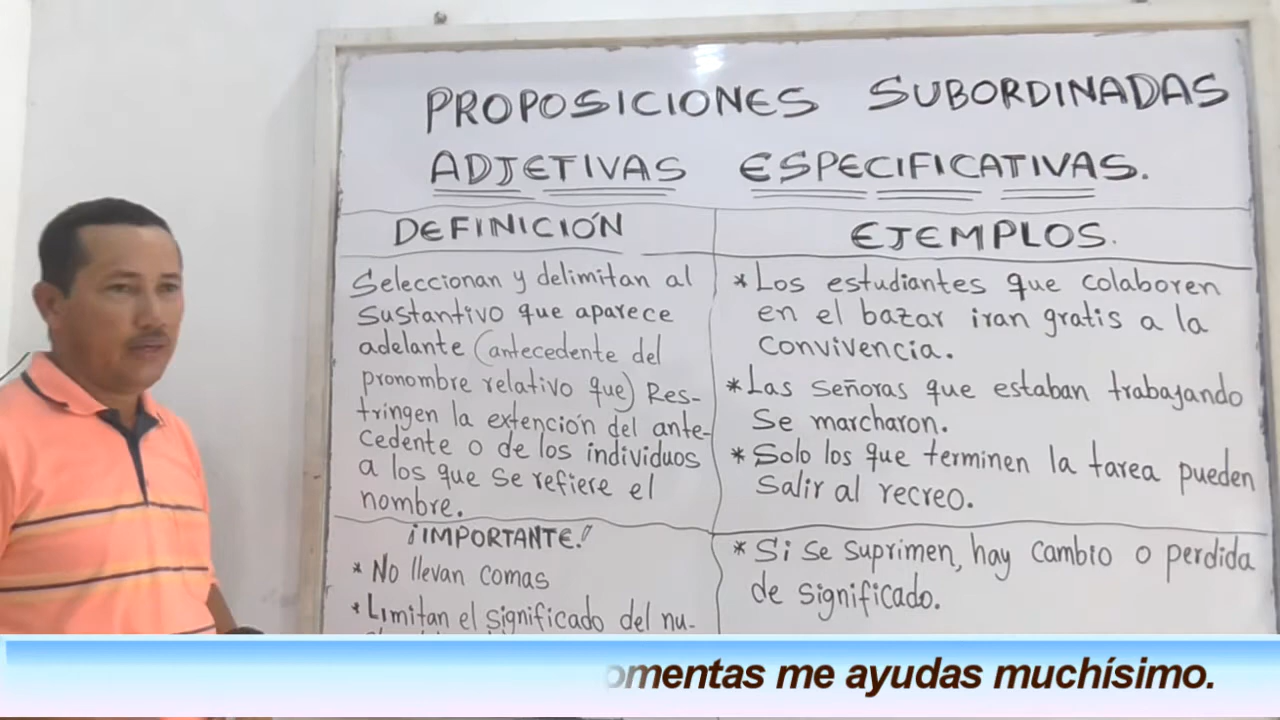 PROPOSICIONES SUBORDINADAS
ADJETIVAS ESPECIFICATIVAS.
DEFINICIÓN
Seleccionan y delimitan al
sustantivo que aparece
adelante (antecedente del
pronombre relativo que) Res-
tringen la extención del ante-
cedente o de los individuos
a los que se refiere el
nombre.
¡IMPORTANTE!
* No llevan comas
* Limitan el significado del nu-
EJEMPLOS.
* Los estudiantes que colaboren
en el bazar iran gratis a la
convivencia.
* Las señoras que estaban trabajando
se marcharon.
* Solo los que terminen la tarea pueden
salir al recreo.
* Si se suprimen, hay cambio o perdida
de significado.
omentas me ayudas muchísimo.